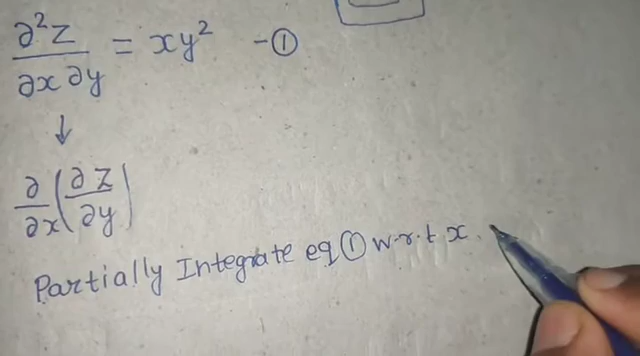 ∂²z/∂x ∂y = xy² - ①
↓
∂/∂x (∂z/∂y)
Partially Integrate eq ① w.r.t x.